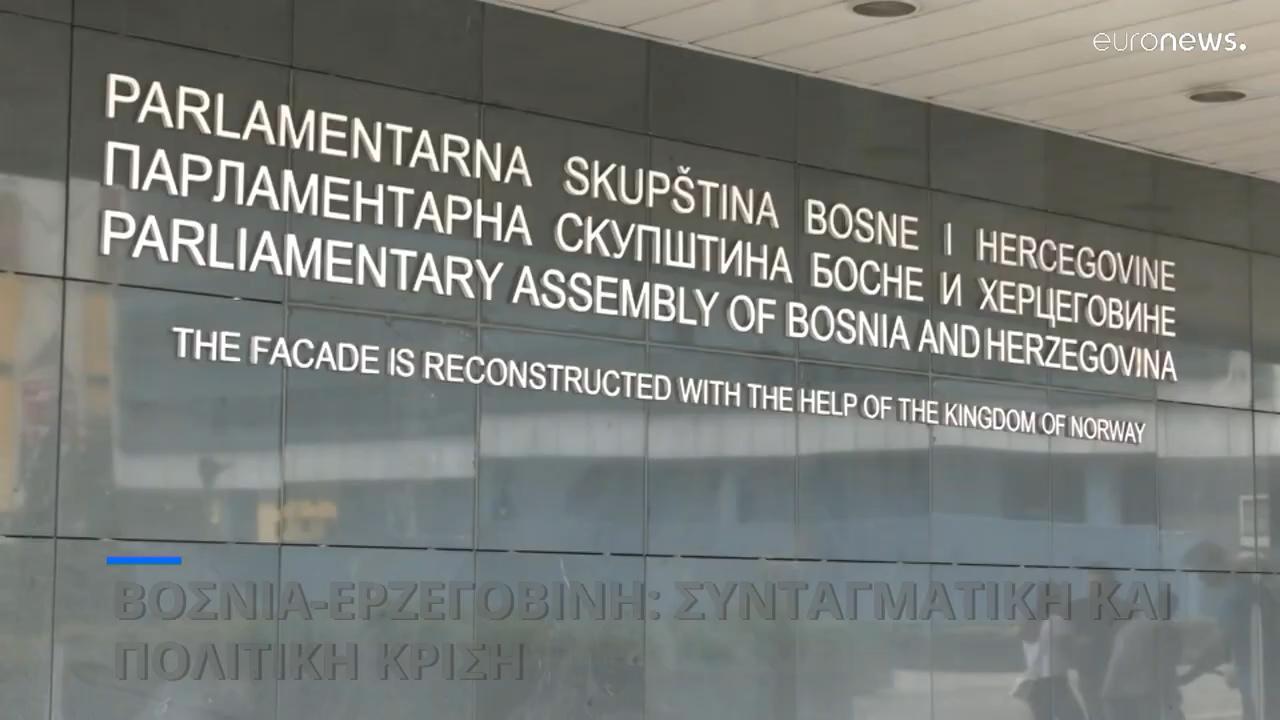 euronews.
PARLAMENTARNA SKUPŠTINA BOSNE I HERCEGOVINE
ПАРЛАМЕНТАРНА СКУПШТИНА БОСНЕ И ХЕРЦЕГОВИНЕ
PARLIAMENTARY ASSEMBLY OF BOSNIA AND HERZEGOVINA
THE FACADE IS RECONSTRUCTED WITH THE HELP OF THE KINGDOM OF NORWAY
ΒΟΣΝΙΑ-ΕΡΖΕΓΟΒΙΝΗ: ΣΥΝΤΑΓΜΑΤΙΚΗ ΚΑΙ
ΠΟΛΙΤΙΚΗ ΚΡΙΣΗ